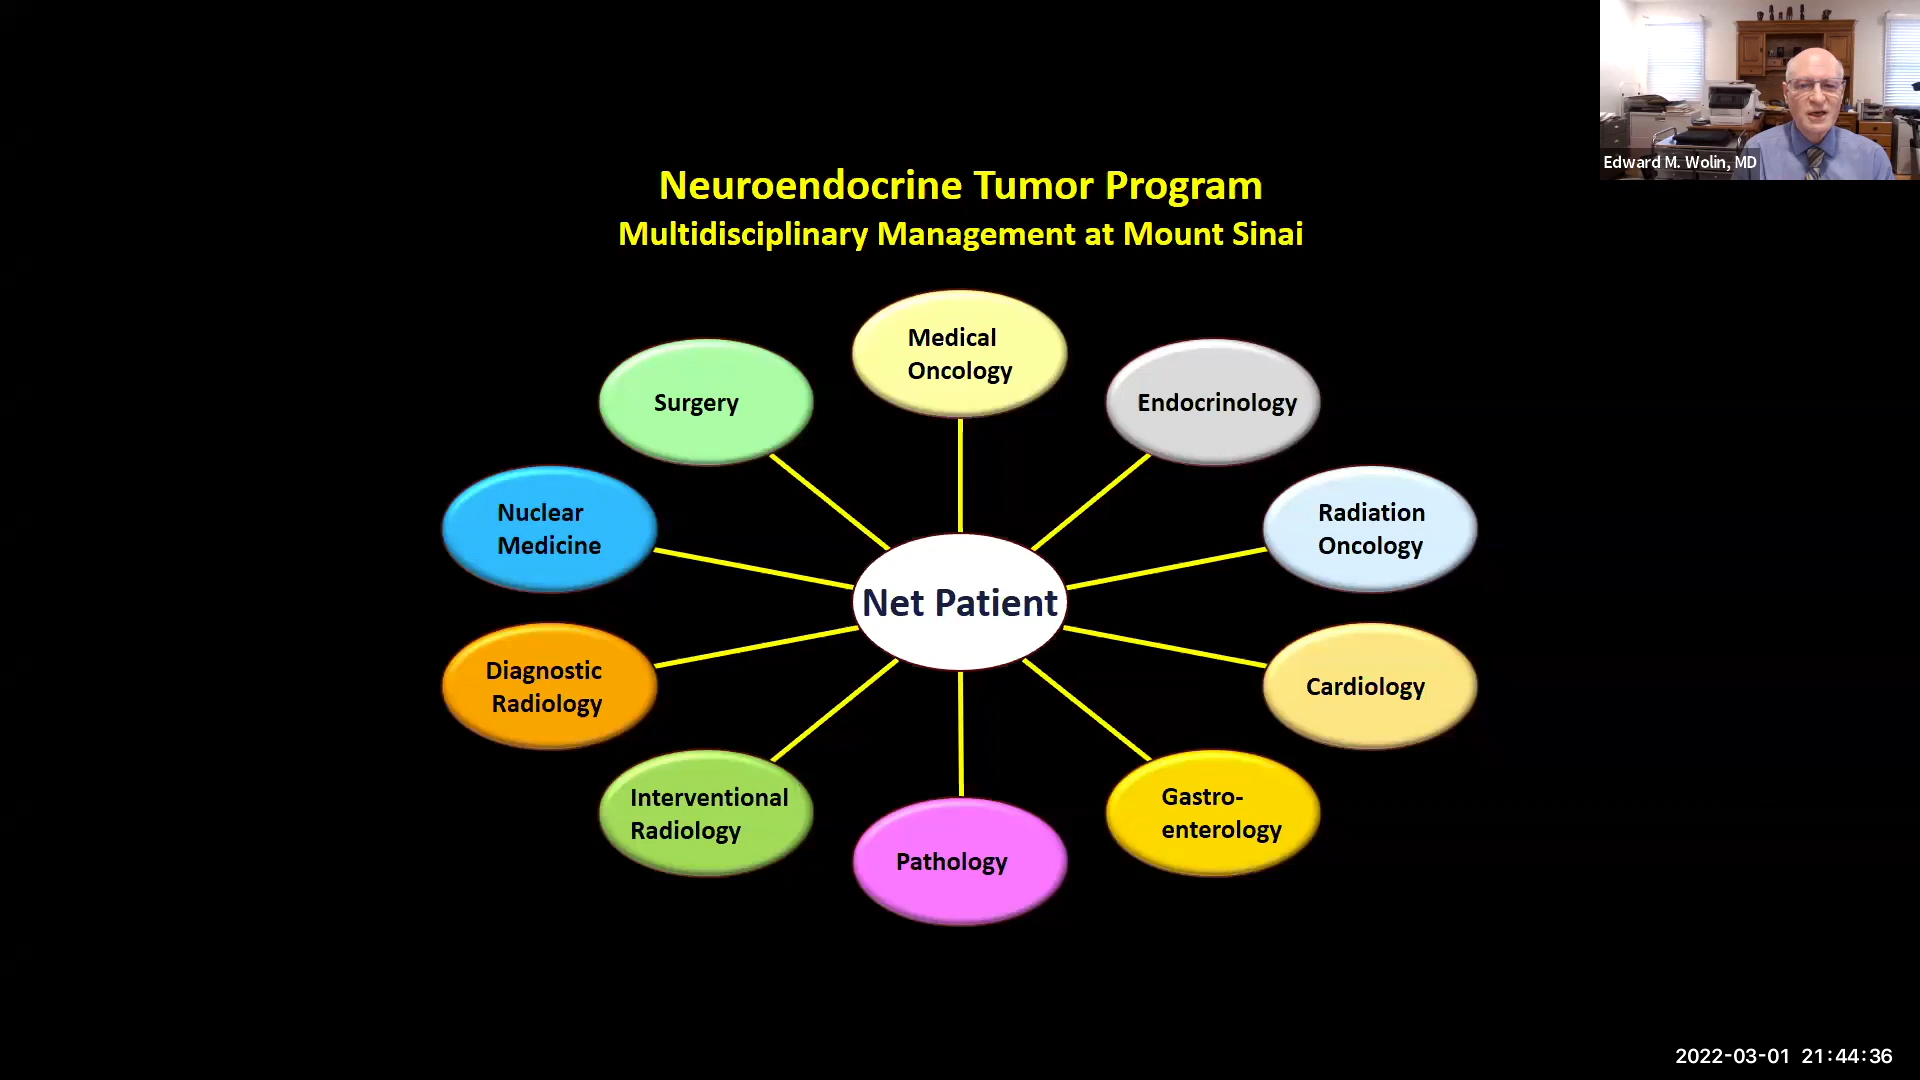 Edward M. Wolin, MD
Neuroendocrine Tumor Program
Multidisciplinary Management at Mount Sinai
Medical
Oncology
Surgery
Endocrinology
Nuclear
Medicine
Radiation
Oncology
Net Patient
Diagnostic
Radiology
Cardiology
Interventional
Radiology
Gastro-
enterology
Pathology
2022-03-01 21:44:36